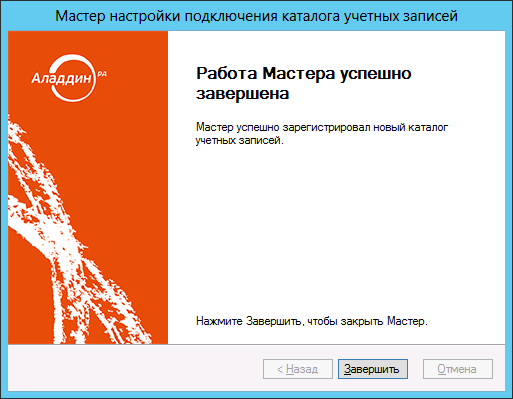 Мастер настройки подключения каталога учетных записей
Аладдин РД
Работа Мастера успешно
завершена
Мастер успешно зарегистрировал новый каталог
учетных записей.
Нажмите Завершить, чтобы закрыть Мастер.
< Назад
Завершить
Отмена